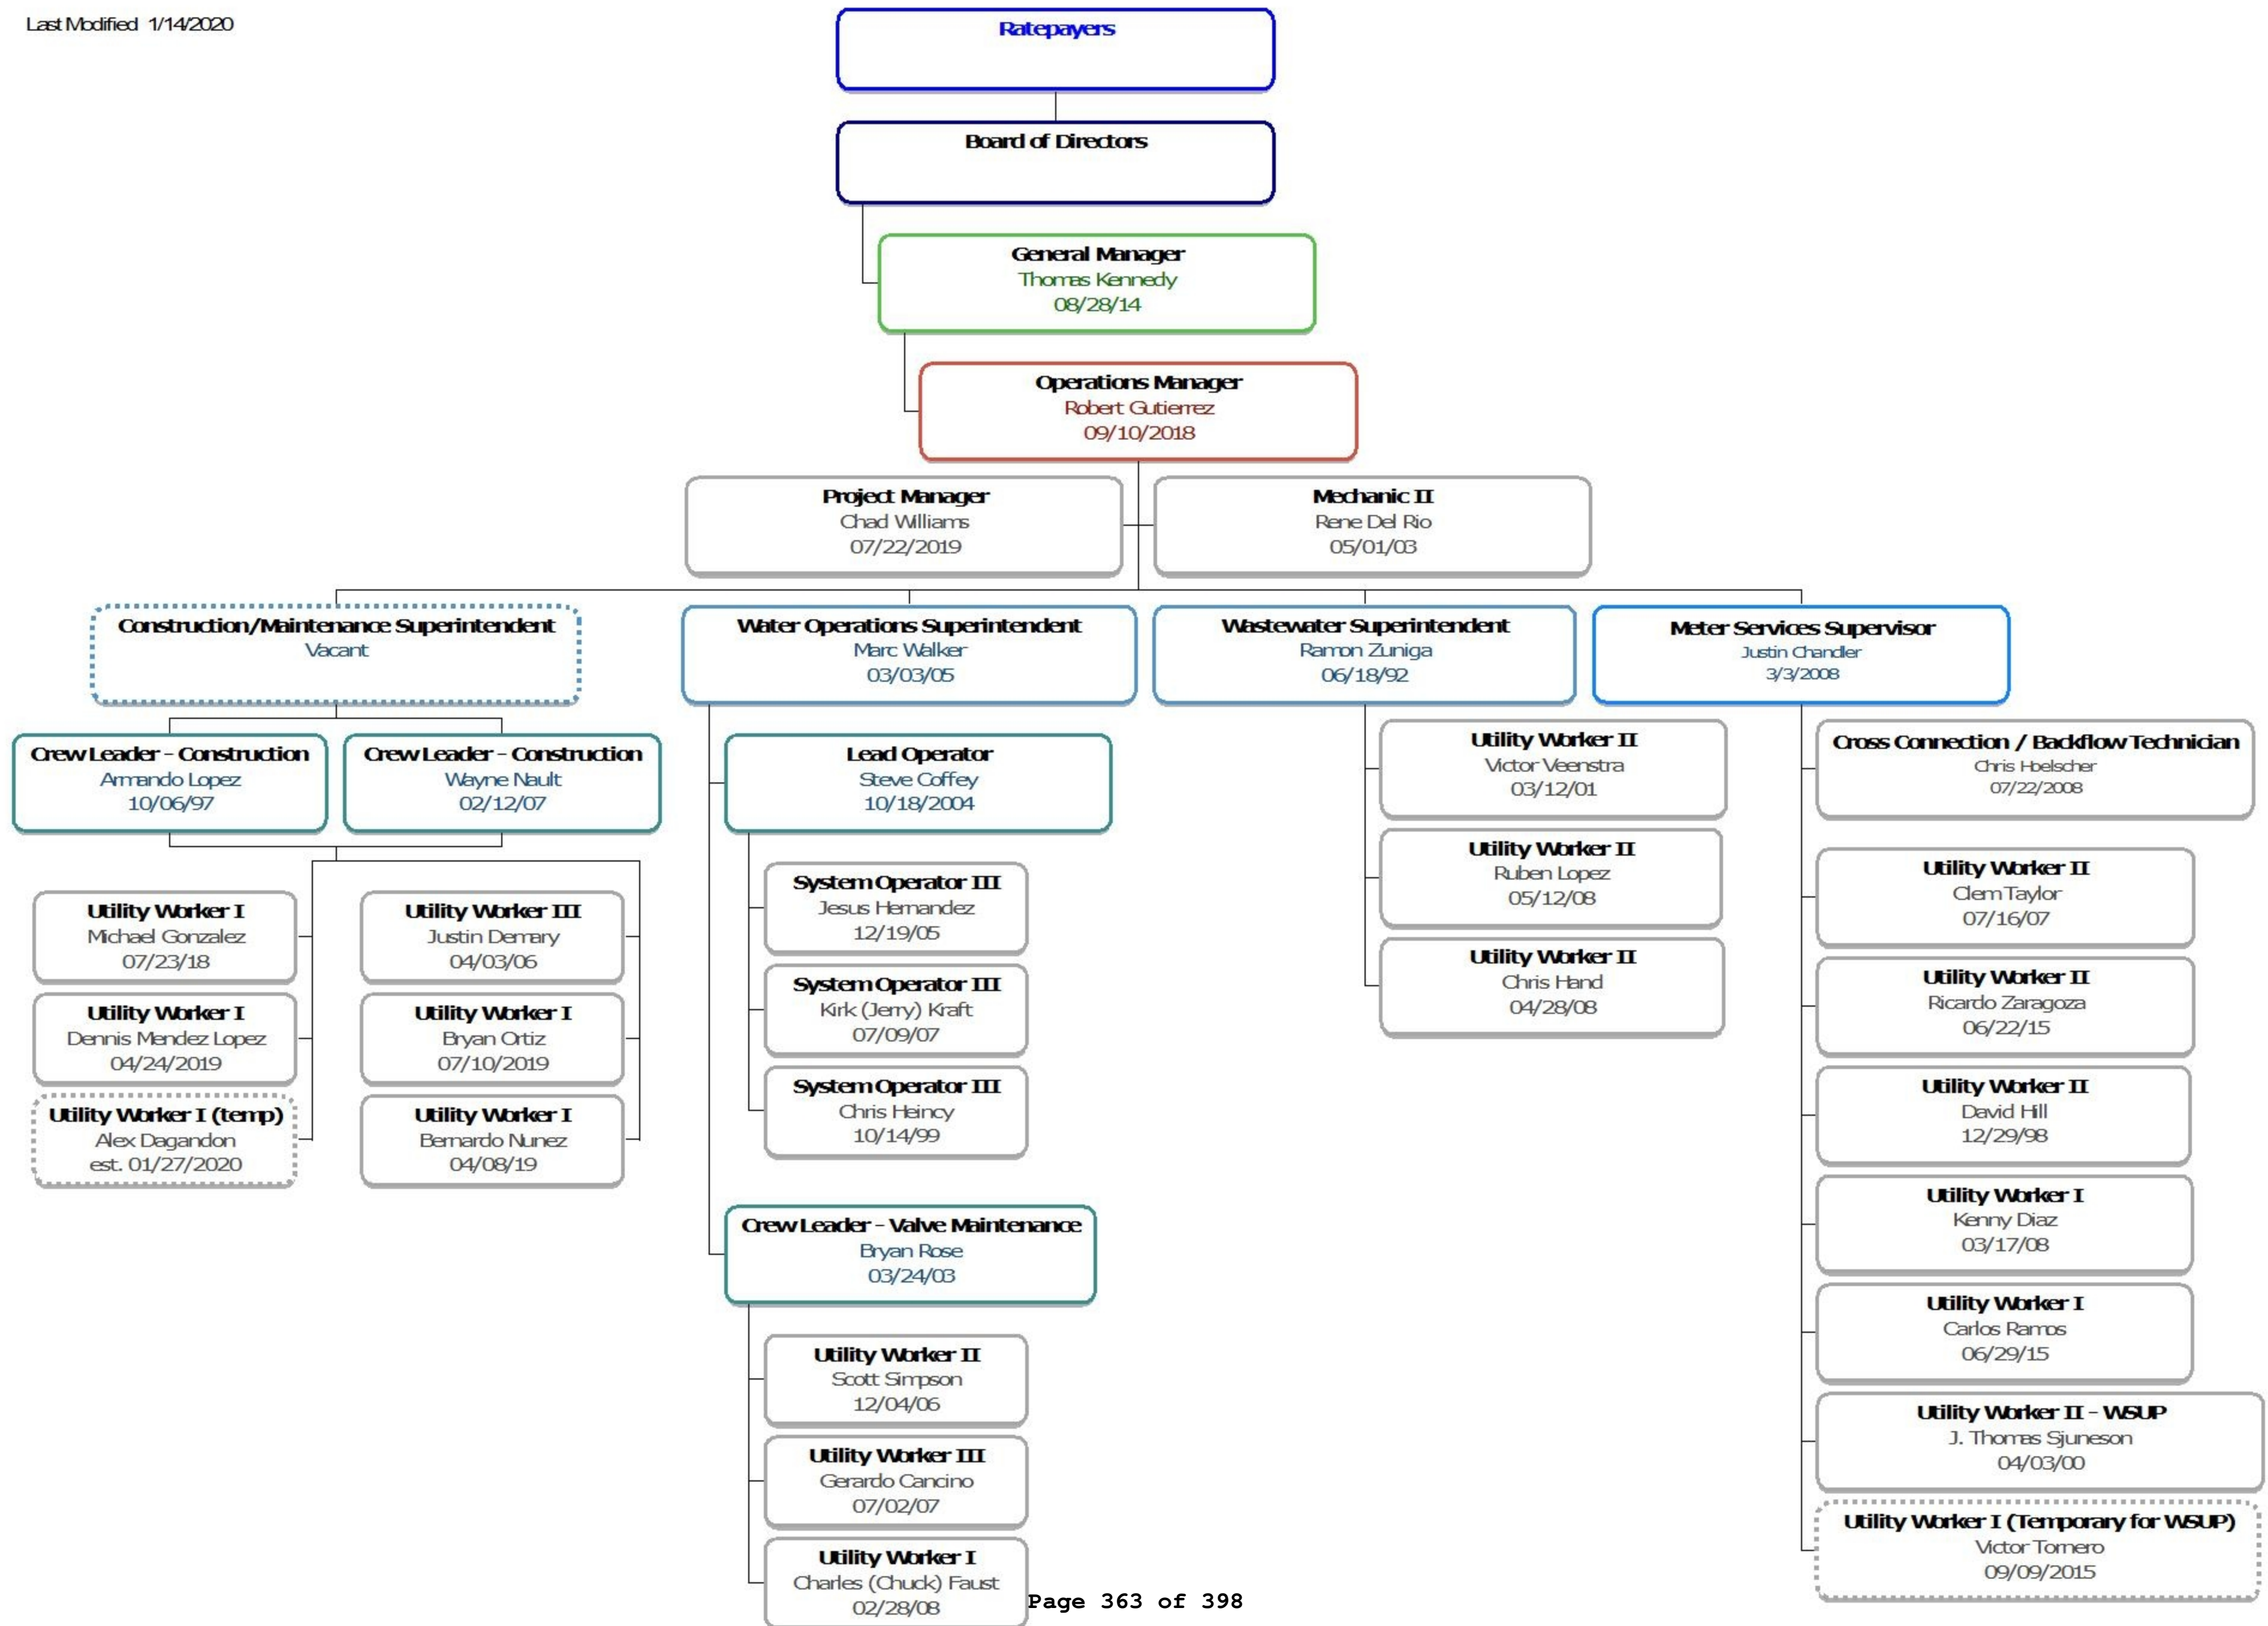 Last Modified 1/14/2020
Ratepayers
Board of Directors
General Manager
Thomas Kennedy
08/28/14
Operations Manager
Robert Gutierrez
09/10/2018
Project Manager
Chad Williams
07/22/2019
Mechanic II
Rene Del Rio
05/01/03
Construction/Maintenance Superintendent
Vacant
Crew Leader - Construction
Armando Lopez
10/06/97
Crew Leader - Construction
Wayne Nault
02/12/07
Utility Worker I
Michael Gonzalez
07/23/18
Utility Worker I
Dennis Mendez Lopez
04/24/2019
Utility Worker I (temp)
Alex Dagandon
est. 01/27/2020
Utility Worker III
Justin Demary
04/03/06
Utility Worker I
Bryan Ortiz
07/10/2019
Utility Worker I
Bernardo Nunez
04/08/19
Water Operations Superintendent
Marc Walker
03/03/05
Lead Operator
Steve Coffey
10/18/2004
System Operator III
Jesus Hernandez
12/19/05
System Operator III
Kirk (Jerry) Kraft
07/09/07
System Operator III
Chris Heincy
10/14/99
Crew Leader - Valve Maintenance
Bryan Rose
03/24/03
Utility Worker II
Scott Simpson
12/04/06
Utility Worker III
Gerardo Cancino
07/02/07
Utility Worker I
Charles (Chuck) Faust
02/28/08
Wastewater Superintendent
Ramon Zuniga
06/18/92
Utility Worker II
Victor Veenstra
03/12/01
Utility Worker II
Ruben Lopez
05/12/08
Utility Worker II
Chris Hand
04/28/08
Meter Services Supervisor
Justin Chandler
3/3/2008
Cross Connection / Backflow Technician
Chris Hoelscher
07/22/2008
Utility Worker II
Clem Taylor
07/16/07
Utility Worker II
Ricardo Zaragoza
06/22/15
Utility Worker II
David Hill
12/29/98
Utility Worker I
Kenny Diaz
03/17/08
Utility Worker I
Carlos Ramos
06/29/15
Utility Worker II - WSUP
J. Thomas Sjuneson
04/03/00
Utility Worker I (Temporary for WSUP)
Victor Tornero
09/09/2015
Page 363 of 398